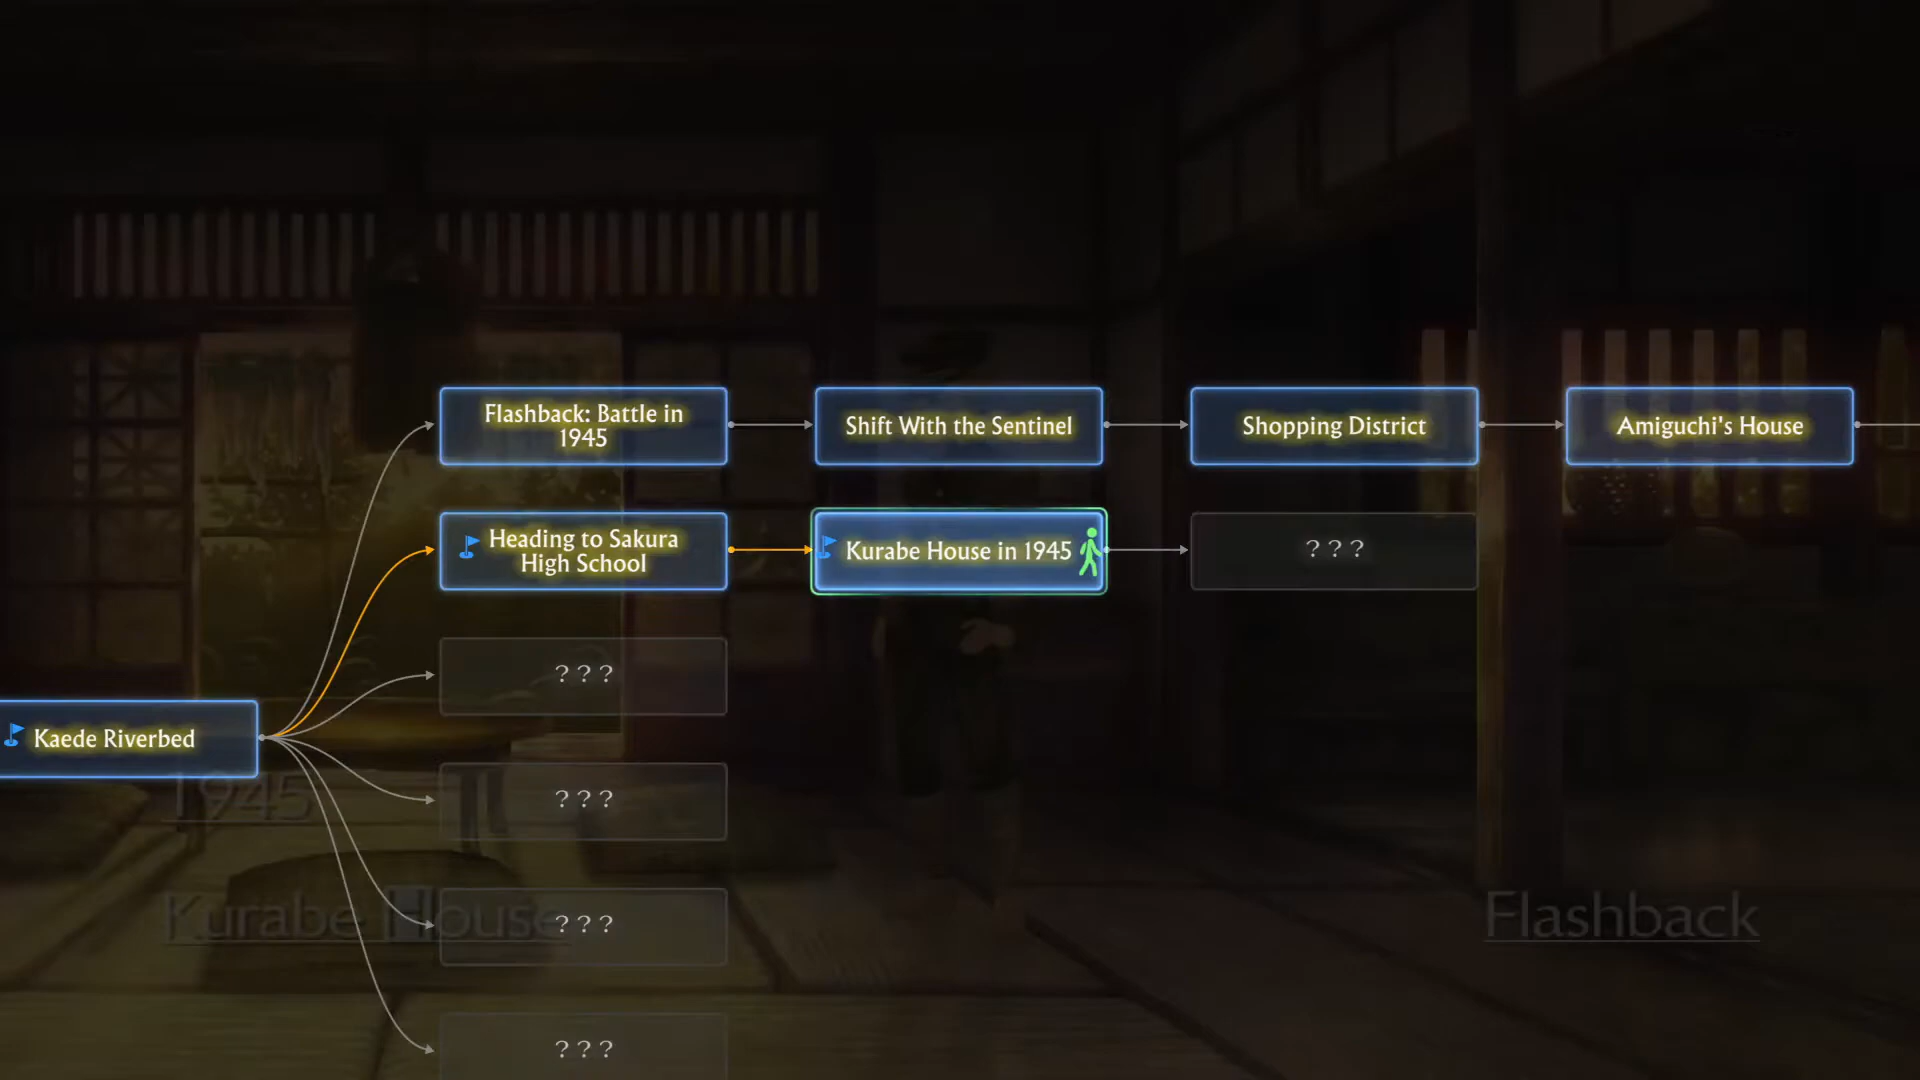 Flashback: Battle in
1945
Shift With the Sentinel
Shopping District
Amiguchi's House
Heading to Sakura
High School
Kurabe House in 1945
? ? ?
? ? ?
Kaede Riverbed
1945
? ? ?
Kurabe House
? ? ?
Flashback
? ? ?